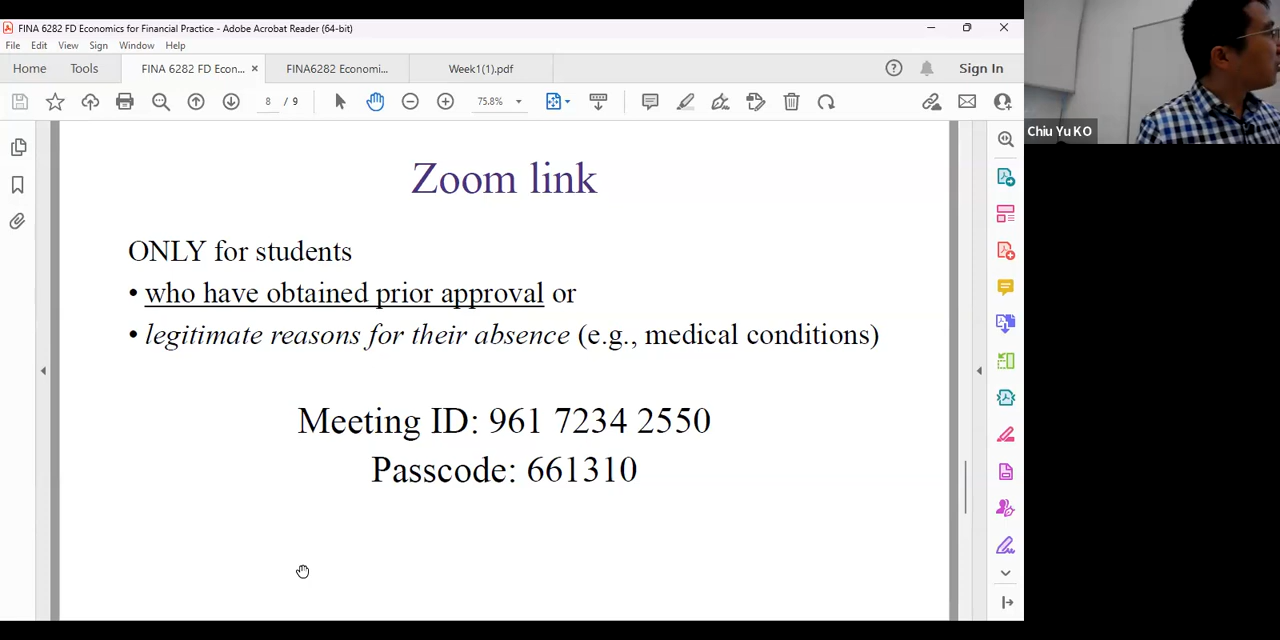 FINA 6282 FD Economics for Financial Practice - Adobe Acrobat Reader (64-bit)
File Edit View Sign Window Help
Home Tools FINA 6282 FD Econ... × FINA6282 Economi... Week1(1).pdf Sign In
8 / 9 75.8%
Chiu Yu KO
Zoom link
ONLY for students
• who have obtained prior approval or
• legitimate reasons for their absence (e.g., medical conditions)
Meeting ID: 961 7234 2550
Passcode: 661310